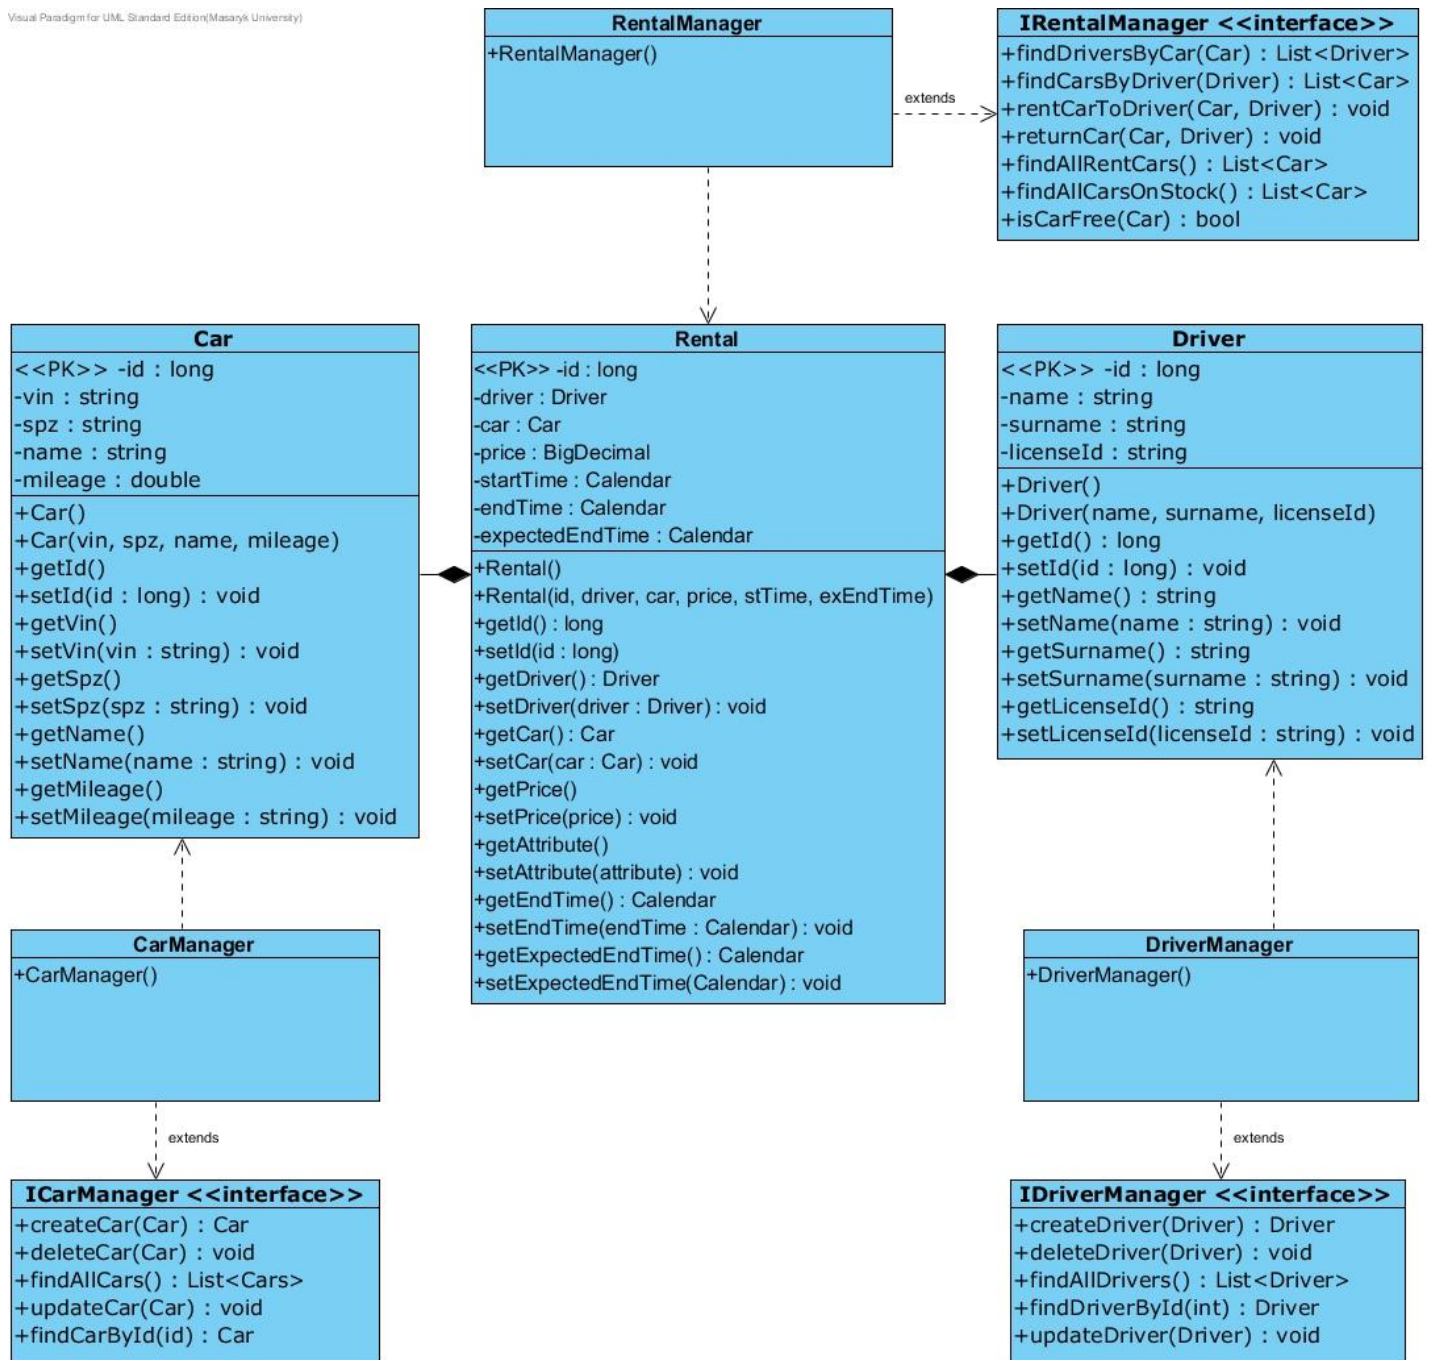 Visual Paradigm for UML Standard Edition(Masaryk University)
RentalManager
+RentalManager()
extends
IRentalManager <<interface>>
+findDriversByCar(Car) : List<Driver>
+findCarsByDriver(Driver) : List<Car>
+rentCarToDriver(Car, Driver) : void
+returnCar(Car, Driver) : void
+findAllRentCars() : List<Car>
+findAllCarsOnStock() : List<Car>
+isCarFree(Car) : bool
Car
<<PK>> -id : long
-vin : string
-spz : string
-name : string
-mileage : double
+Car()
+Car(vin, spz, name, mileage)
+getId()
+setId(id : long) : void
+getVin()
+setVin(vin : string) : void
+getSpz()
+setSpz(spz : string) : void
+getName()
+setName(name : string) : void
+getMileage()
+setMileage(mileage : string) : void
Rental
<<PK>> -id : long
-driver : Driver
-car : Car
-price : BigDecimal
-startTime : Calendar
-endTime : Calendar
-expectedEndTime : Calendar
+Rental()
+Rental(id, driver, car, price, stTime, exEndTime)
+getId() : long
+setId(id : long)
+getDriver() : Driver
+setDriver(driver : Driver) : void
+getCar() : Car
+setCar(car : Car) : void
+getPrice()
+setPrice(price) : void
+getAttribute()
+setAttribute(attribute) : void
+getEndTime() : Calendar
+setEndTime(endTime : Calendar) : void
+getExpectedEndTime() : Calendar
+setExpectedEndTime(Calendar) : void
Driver
<<PK>> -id : long
-name : string
-surname : string
-licenseId : string
+Driver()
+Driver(name, surname, licenseId)
+getId() : long
+setId(id : long) : void
+getName() : string
+setName(name : string) : void
+getSurname() : string
+setSurname(surname : string) : void
+getLicenseId() : string
+setLicenseId(licenseId : string) : void
CarManager
+CarManager()
extends
ICarManager <<interface>>
+createCar(Car) : Car
+deleteCar(Car) : void
+findAllCars() : List<Cars>
+updateCar(Car) : void
+findCarById(id) : Car
DriverManager
+DriverManager()
extends
IDriverManager <<interface>>
+createDriver(Driver) : Driver
+deleteDriver(Driver) : void
+findAllDrivers() : List<Driver>
+findDriverById(int) : Driver
+updateDriver(Driver) : void